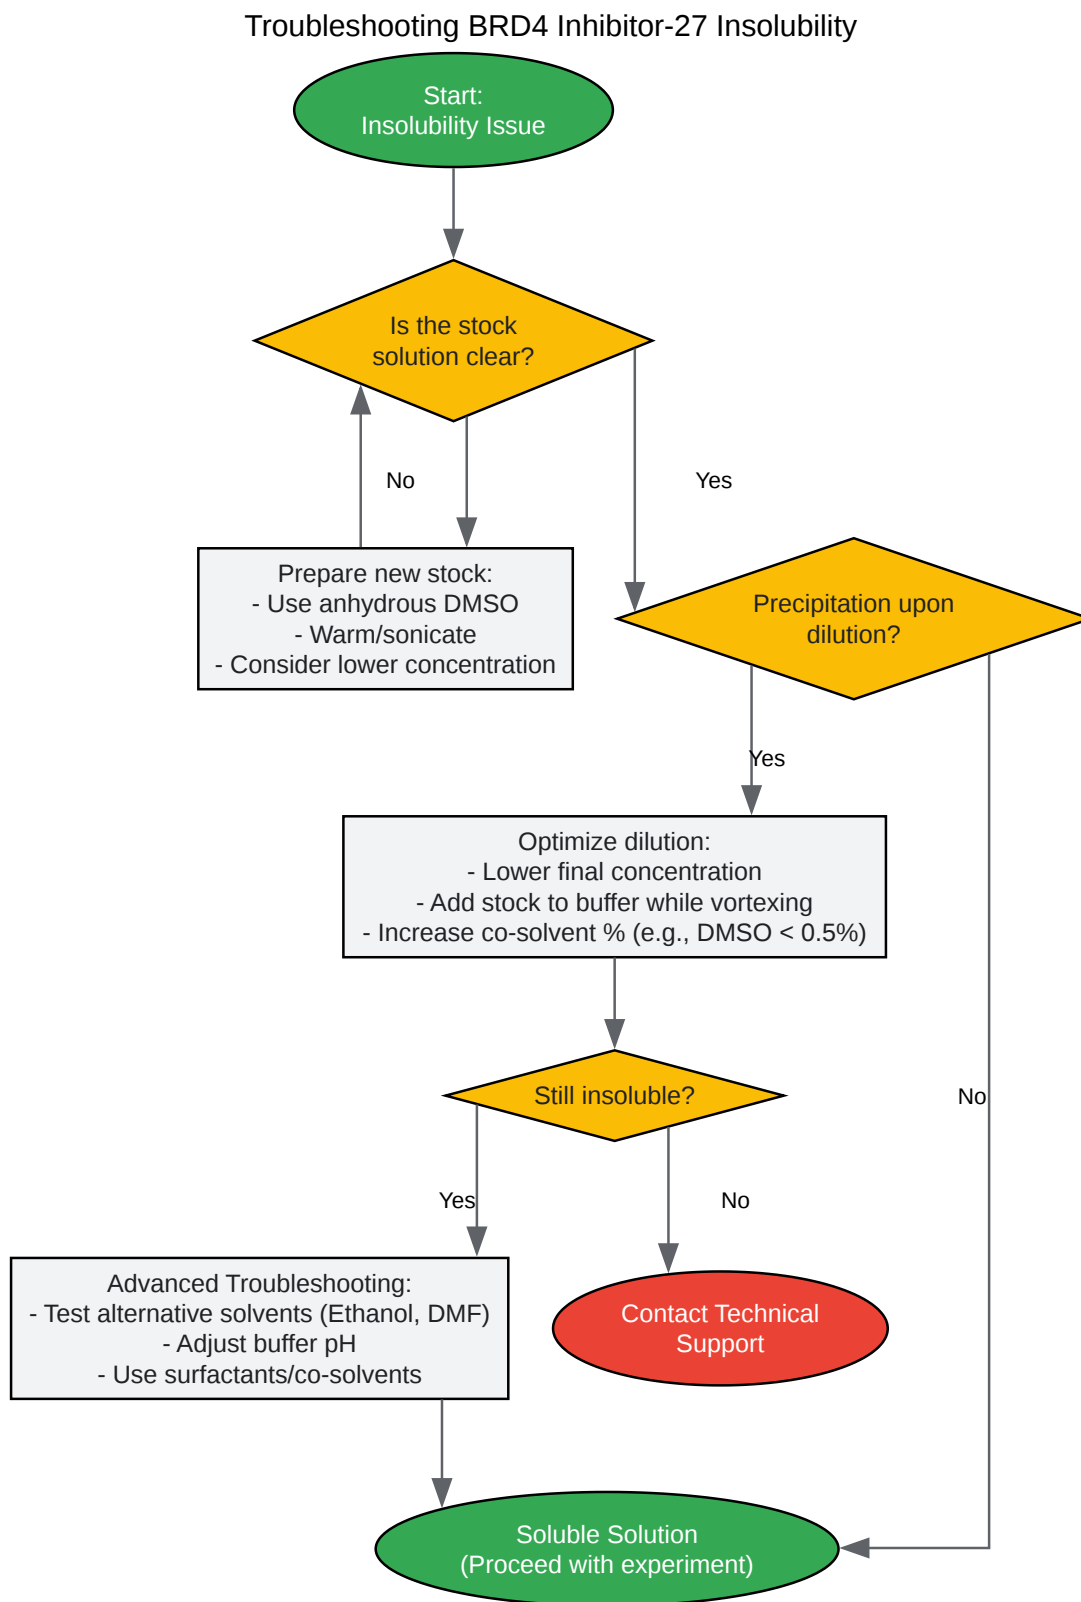 Troubleshooting BRD4 Inhibitor-27 Insolubility
Start:
Insolubility Issue
Is the stock
solution clear?
No
Yes
Prepare new stock:
- Use anhydrous DMSO
- Warm/sonicate
- Consider lower concentration
Precipitation upon
dilution?
Yes
Optimize dilution:
- Lower final concentration
- Add stock to buffer while vortexing
- Increase co-solvent % (e.g., DMSO < 0.5%)
Still insoluble?
No
Yes
No
Advanced Troubleshooting:
- Test alternative solvents (Ethanol, DMF)
- Adjust buffer pH
- Use surfactants/co-solvents
Contact Technical
Support
Soluble Solution
(Proceed with experiment)